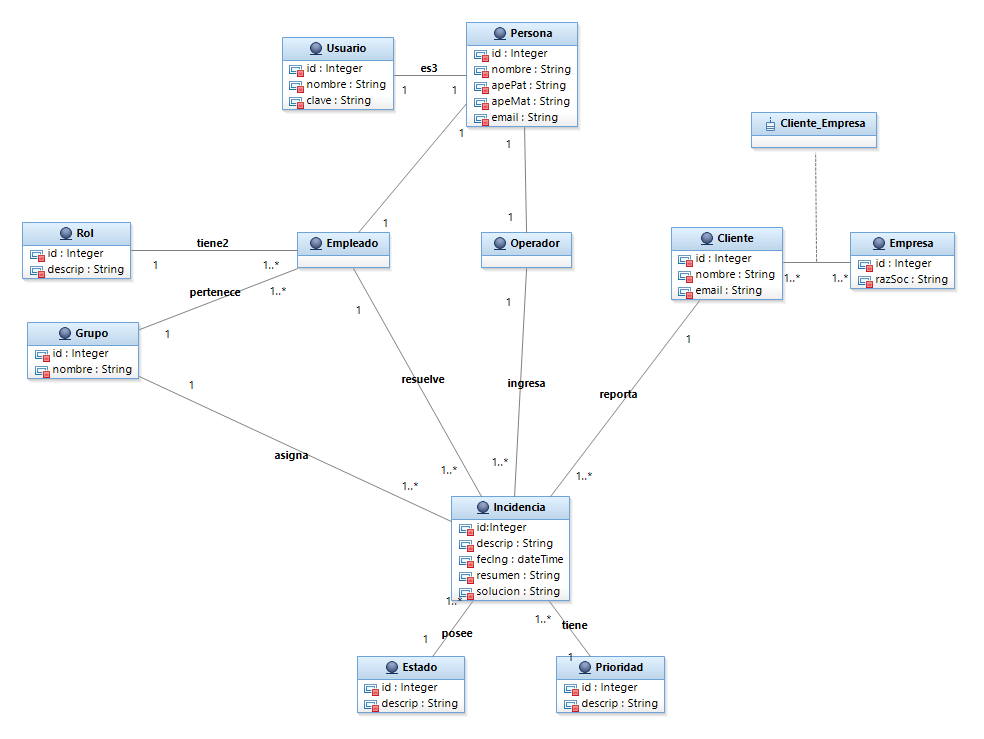 Persona
id : Integer
nombre : String
apePat : String
apeMat : String
email : String
Usuario
id : Integer
nombre : String
clave : String
es3
1
1
Cliente_Empresa
1
1
1
1
Rol
id : Integer
descrip : String
tiene2
1
1..*
Empleado
Operador
Cliente
id : Integer
nombre : String
email : String
Empresa
id : Integer
razSoc : String
1..*
1..*
pertenece
1..*
1
Grupo
id : Integer
nombre : String
1
1
1
1
resuelve
ingresa
reporta
asigna
1..*
1..*
1..*
1..*
Incidencia
id:Integer
descrip : String
fecIng : dateTime
resumen : String
solucion : String
1..*
1..*
posee
tiene
1
1
Estado
id : Integer
descrip : String
Prioridad
id : Integer
descrip : String